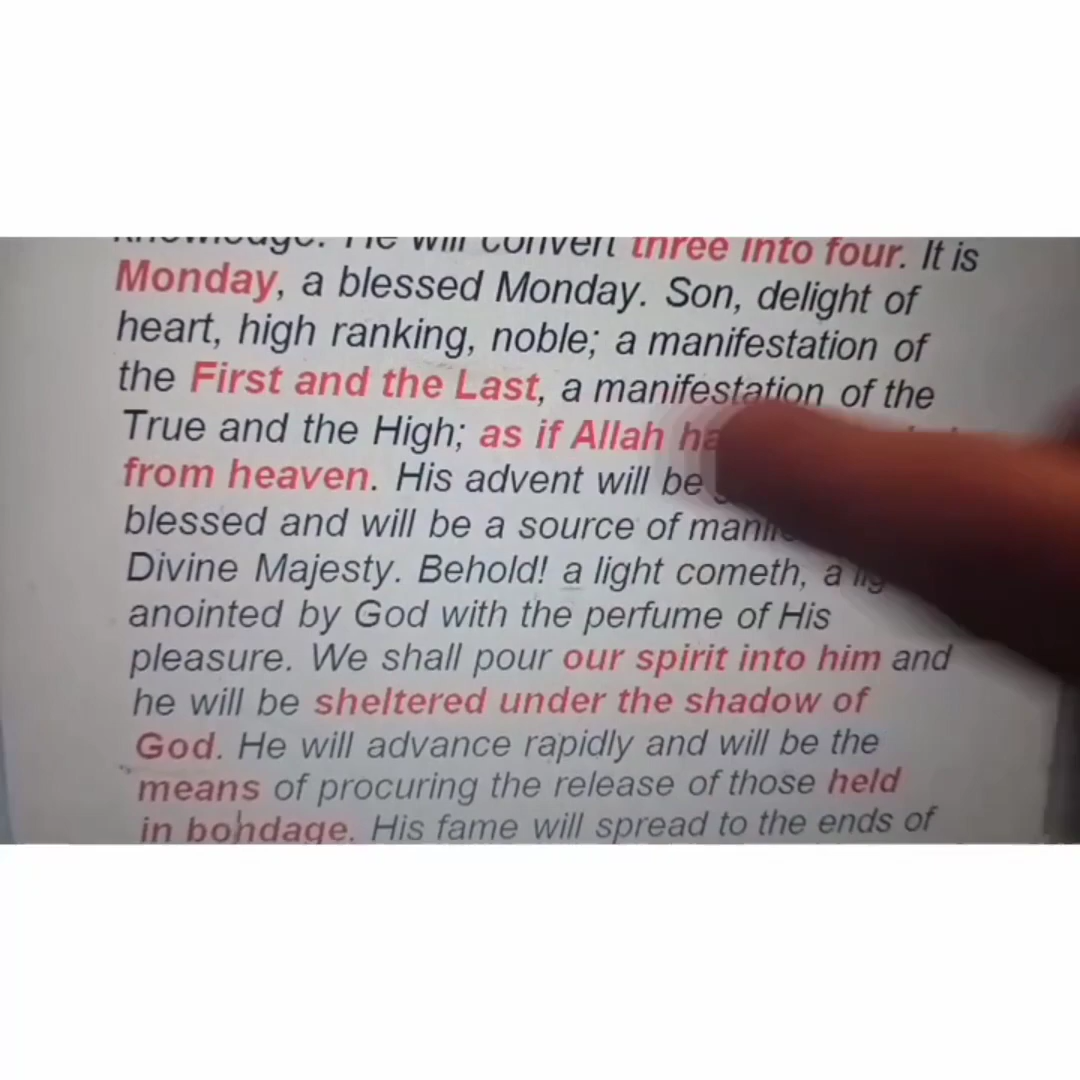 knowledge. He will convert three into four. It is
Monday, a blessed Monday. Son, delight of
heart, high ranking, noble; a manifestation of
the First and the Last, a manifestation of the
True and the High; as if Allah
from heaven. His advent will be
blessed and will be a source of
Divine Majesty. Behold! a light cometh, a
anointed by God with the perfume of His
pleasure. We shall pour our spirit into him and
he will be sheltered under the shadow of
God. He will advance rapidly and will be the
means of procuring the release of those held
in bondage. His fame will spread to the ends of